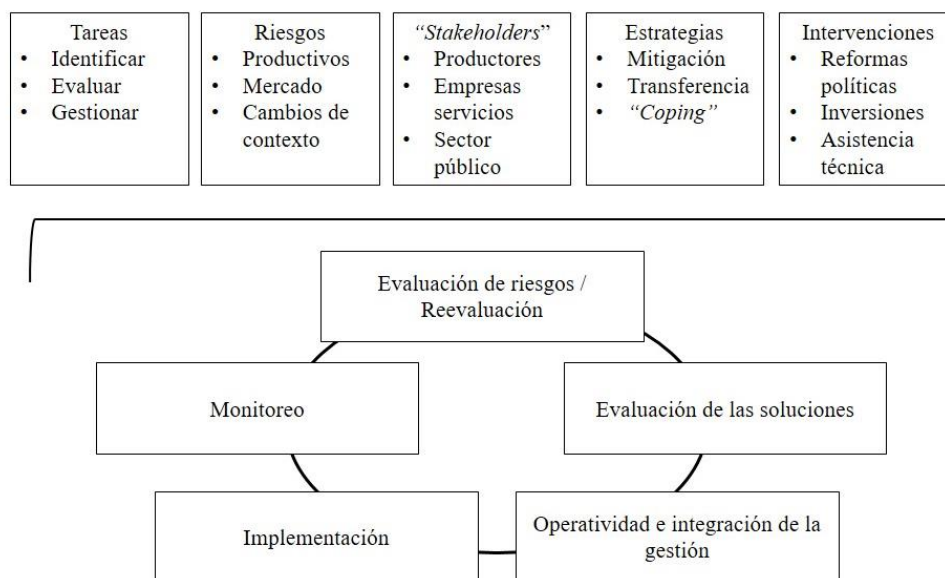 Tareas
• Identificar
• Evaluar
• Gestionar
Riesgos
• Productivos
• Mercado
• Cambios de
contexto
“Stakeholders”
• Productores
• Empresas
servicios
• Sector
público
Estrategias
• Mitigación
• Transferencia
• “Coping”
Intervenciones
• Reformas
políticas
• Inversiones
• Asistencia
técnica
Evaluación de riesgos /
Reevaluación
Monitoreo
Evaluación de las soluciones
Implementación
Operatividad e integración de la
gestión